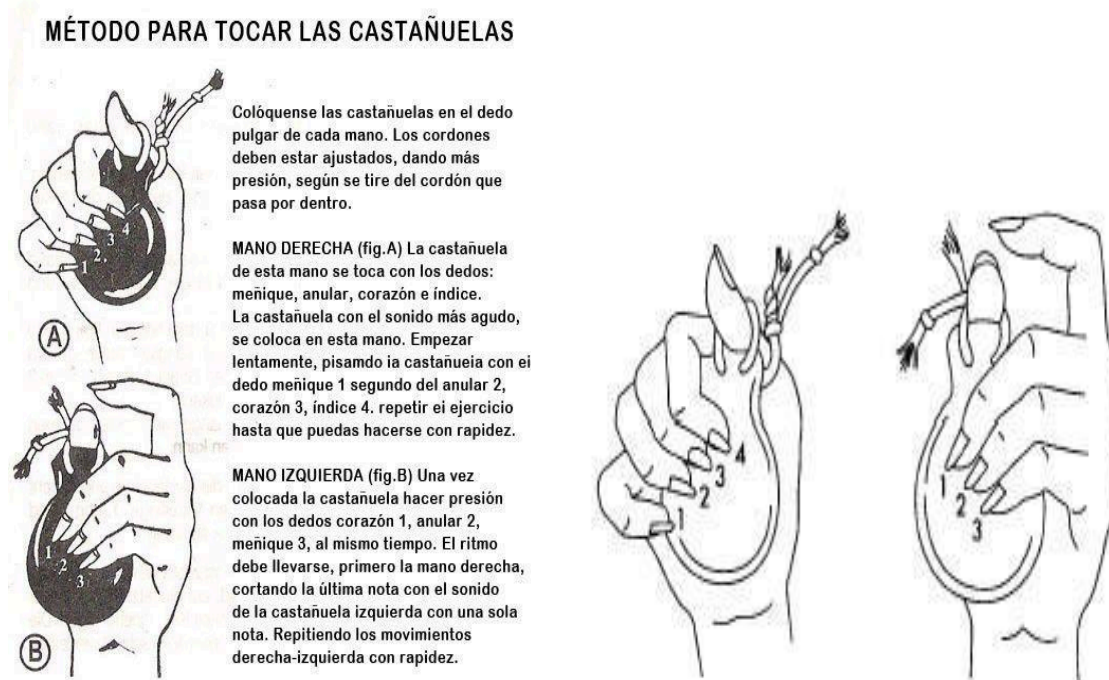 MÉTODO PARA TOCAR LAS CASTAÑUELAS
Colóquense las castañuelas en el dedo
pulgar de cada mano. Los cordones
deben estar ajustados, dando más
presión, según se tire del cordón que
pasa por dentro.
MANO DERECHA (fig.A) La castañuela
de esta mano se toca con los dedos:
meñique, anular, corazón e índice.
La castañuela con el sonido más agudo,
se coloca en esta mano. Empezar
lentamente, pisamdo ia castañueia con ei
dedo meñique 1 segundo del anular 2,
corazón 3, índice 4. repetir ei ejercicio
hasta que puedas hacerse con rapidez.
MANO IZQUIERDA (fig.B) Una vez
colocada la castañuela hacer presión
con los dedos corazón 1, anular 2,
meñique 3, al mismo tiempo. El ritmo
debe llevarse, primero la mano derecha,
cortando la última nota con el sonido
de la castañuela izquierda con una sola
nota. Repitiendo los movimientos
derecha-izquierda con rapidez.
4
3
2.
1
A
1
2
3
B
4
3
2
1
1
2
3